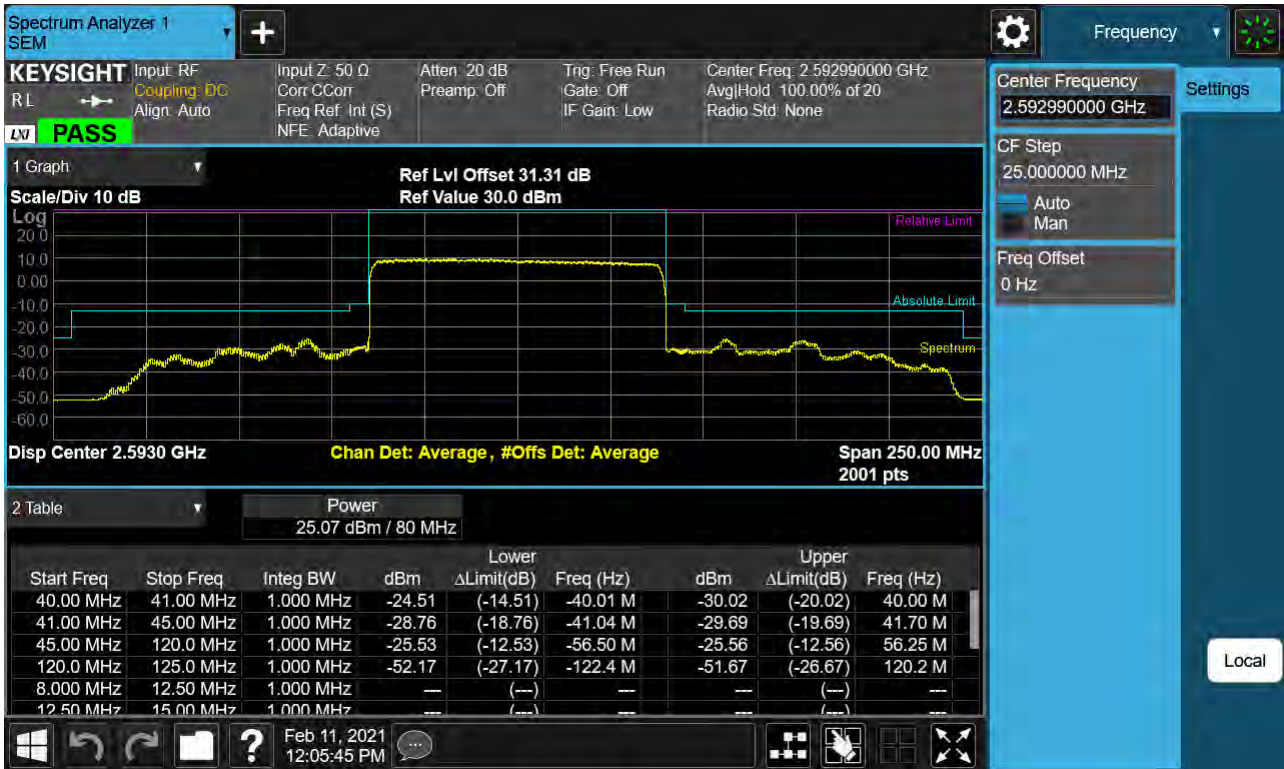 Spectrum Analyzer 1
SEM
Frequency
KEYSIGHT
R L
LXI
PASS
Input: RF
Coupling: DC
Align: Auto
Input Z: 50 Ω
Corr CCorr
Freq Ref: Int (S)
NFE: Adaptive
Atten: 20 dB
Preamp: Off
Trig: Free Run
Gate: Off
IF Gain: Low
Center Freq: 2.592990000 GHz
Avg|Hold: 100.00% of 20
Radio Std: None
Center Frequency
2.592990000 GHz
Settings
CF Step
25.000000 MHz
Auto
Man
Freq Offset
0 Hz
Local
1 Graph
Ref Lvl Offset 31.31 dB
Scale/Div 10 dB
Ref Value 30.0 dBm
Log
20.0
10.0
0.00
-10.0
-20.0
-30.0
-40.0
-50.0
-60.0
Relative Limit
Absolute Limit
Spectrum
Disp Center 2.5930 GHz
Chan Det: Average, #Offs Det: Average
Span 250.00 MHz
2001 pts
2 Table
Power
25.07 dBm / 80 MHz
Lower Upper
Start Freq Stop Freq Integ BW dBm ΔLimit(dB) Freq (Hz) dBm ΔLimit(dB) Freq (Hz)
40.00 MHz 41.00 MHz 1.000 MHz -24.51 (-14.51) -40.01 M -30.02 (-20.02) 40.00 M
41.00 MHz 45.00 MHz 1.000 MHz -28.76 (-18.76) -41.04 M -29.69 (-19.69) 41.70 M
45.00 MHz 120.0 MHz 1.000 MHz -25.53 (-12.53) -56.50 M -25.56 (-12.56) 56.25 M
120.0 MHz 125.0 MHz 1.000 MHz -52.17 (-27.17) -122.4 M -51.67 (-26.67) 120.2 M
8.000 MHz 12.50 MHz 1.000 MHz --- (---) --- --- (---) ---
12.50 MHz 15.00 MHz 1.000 MHz --- (---) --- --- (---) ---
Feb 11, 2021
12:05:45 PM